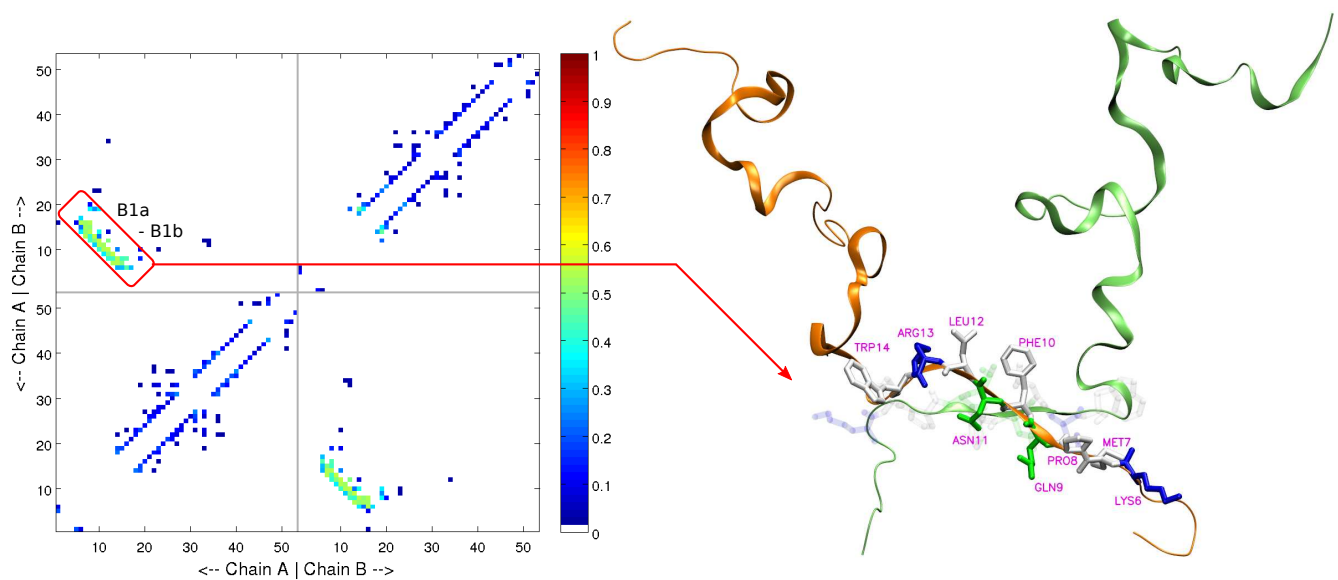 50
40
30
20
10
50
40
30
20
10
<-- Chain A | Chain B -->
B1a
- B1b
10 20 30 40 50 10 20 30 40 50
<-- Chain A | Chain B -->
1
0.9
0.8
0.7
0.6
0.5
0.4
0.3
0.2
0.1
0
LEU12
ARG13
TRP14
PHE10
ASN11
MET7
PRO8
GLN9
LYS6